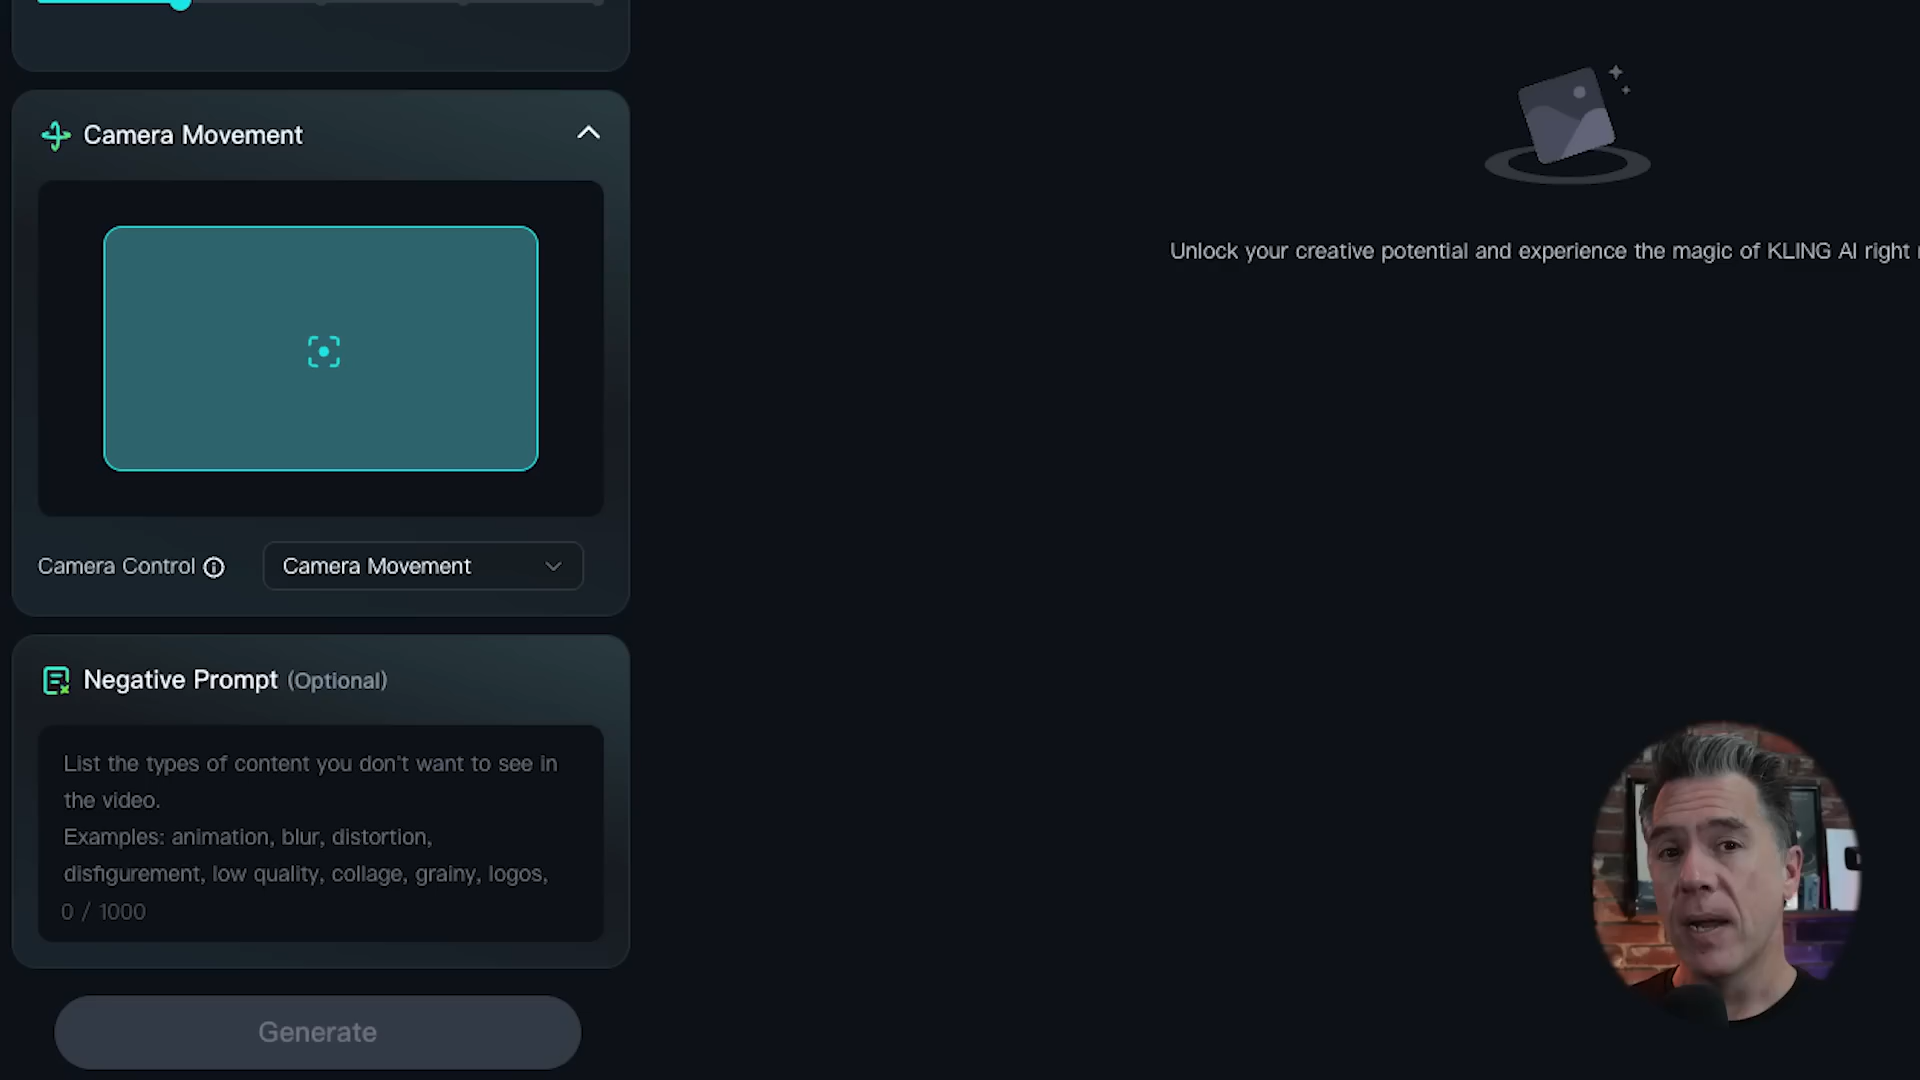 Camera Movement
Unlock your creative potential and experience the magic of KLING AI right
Camera Control
Camera Movement
Negative Prompt (Optional)
List the types of content you don't want to see in
the video.
Examples: animation, blur, distortion,
disfigurement, low quality, collage, grainy, logos,
0 / 1000
Generate